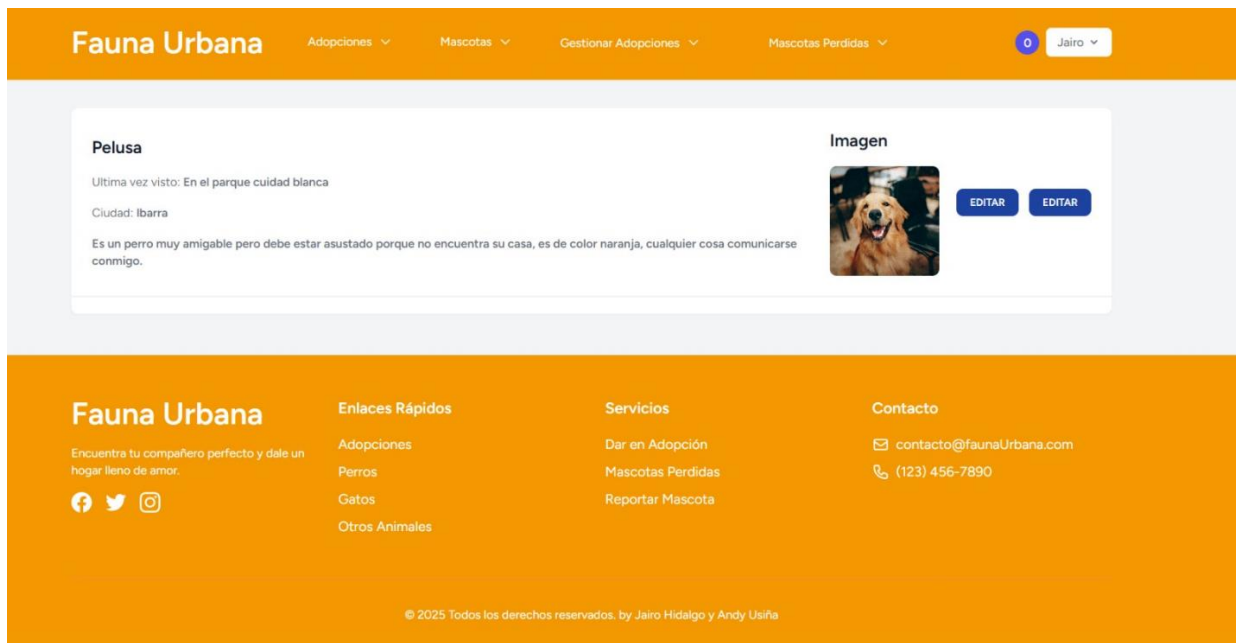 Fauna Urbana
Adopciones
Mascotas
Gestionar Adopciones
Mascotas Perdidas
0
Jairo
Pelusa
Ultima vez visto: En el parque cuidad blanca
Ciudad: Ibarra
Es un perro muy amigable pero debe estar asustado porque no encuentra su casa, es de color naranja, cualquier cosa comunicarse
conmigo.
Imagen
EDITAR
EDITAR
Fauna Urbana
Encuentra tu compañero perfecto y dale un
hogar lleno de amor.
Enlaces Rápidos
Adopciones
Perros
Gatos
Otros Animales
Servicios
Dar en Adopción
Mascotas Perdidas
Reportar Mascota
Contacto
contacto@faunaUrbana.com
(123) 456-7890
© 2025 Todos los derechos reservados. by Jairo Hidalgo y Andy Usiña